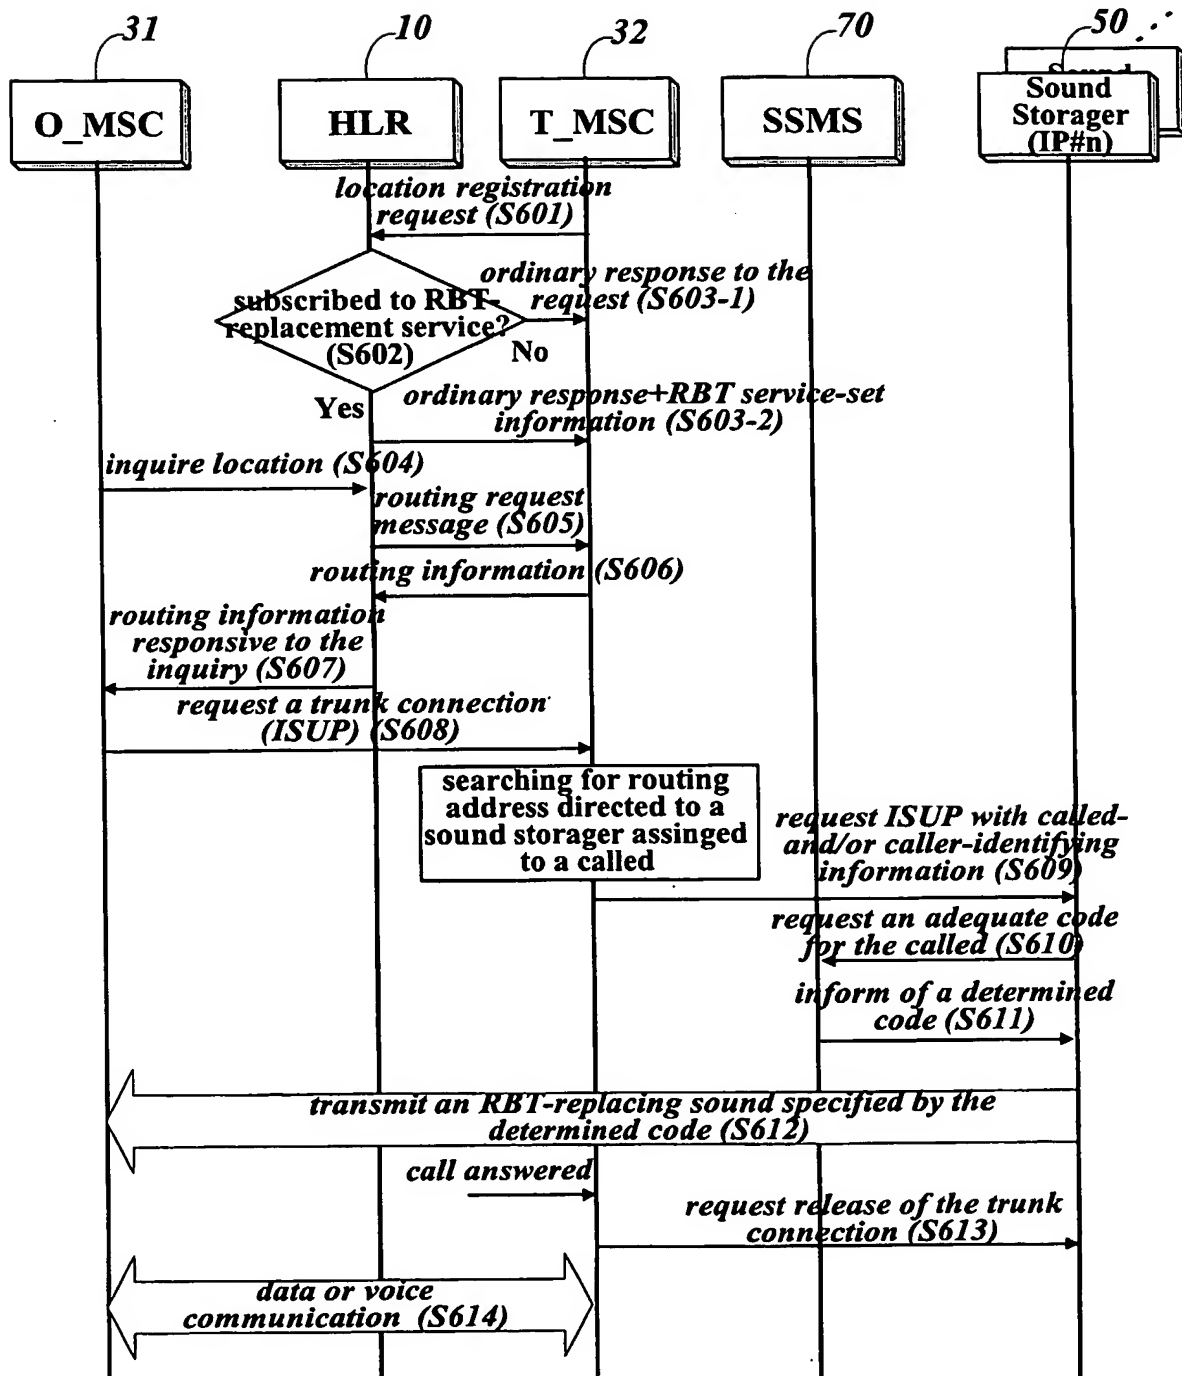 31
10
32
70
50
O_MSC
HLR
T_MSC
SSMS
Sound
Sound
Storager
(IP#n)
location registration
request (S601)
ordinary response to the
request (S603-1)
subscribed to RBT-
replacement service?
(S602)
No
Yes
ordinary response+RBT service-set
information (S603-2)
inquire location (S604)
routing request
message (S605)
routing information (S606)
routing information
responsive to the
inquiry (S607)
request a trunk connection
(ISUP) (S608)
searching for routing
address directed to a
sound storager assinged
to a called
request ISUP with called-
and/or caller-identifying
information (S609)
request an adequate code
for the called (S610)
inform of a determined
code (S611)
transmit an RBT-replacing sound specified by the
determined code (S612)
call answered
request release of the trunk
connection (S613)
data or voice
communication (S614)